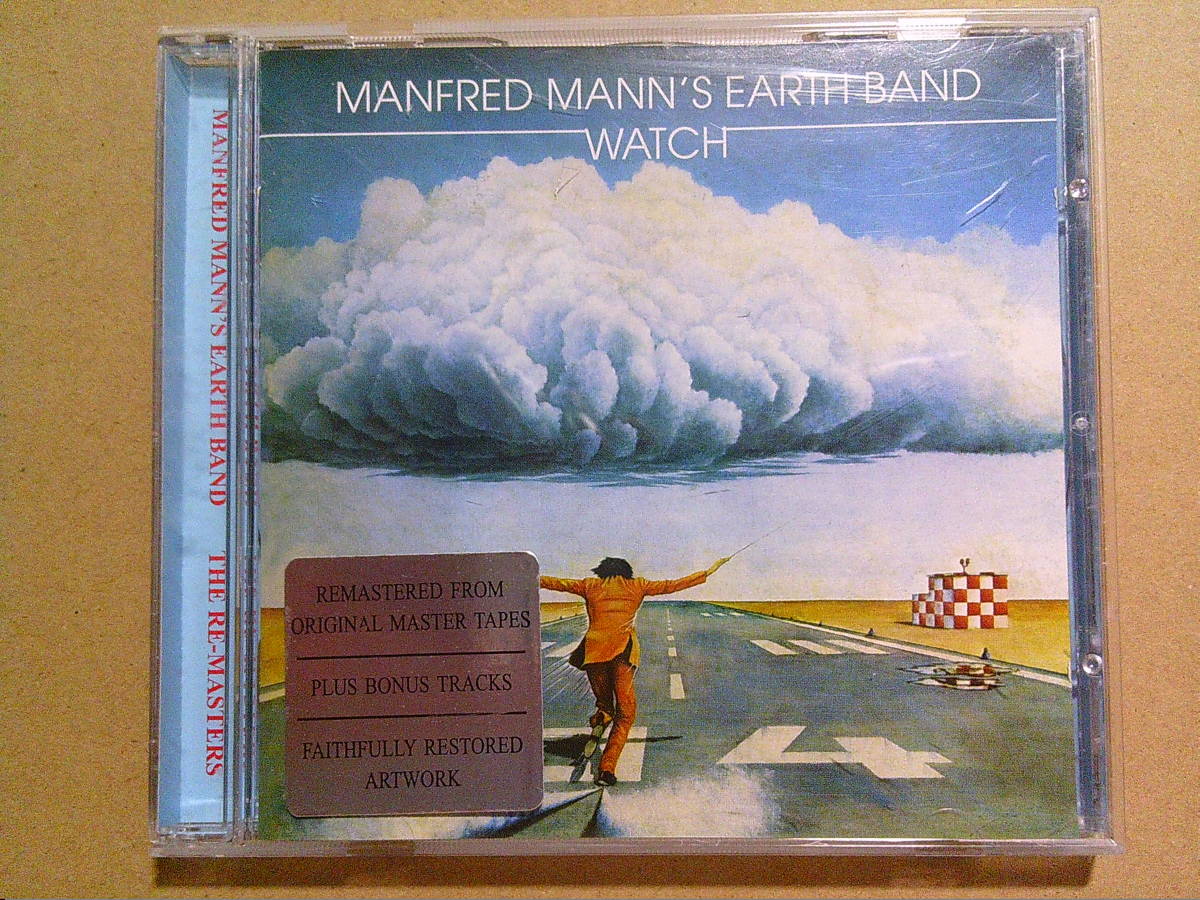 MANFRED MANN'S EARTH BAND
WATCH
MANFRED MANN'S EARTH BAND THE RE-MASTERS
REMASTERED FROM
ORIGINAL MASTER TAPES
PLUS BONUS TRACKS
FAITHFULLY RESTORED
ARTWORK
4